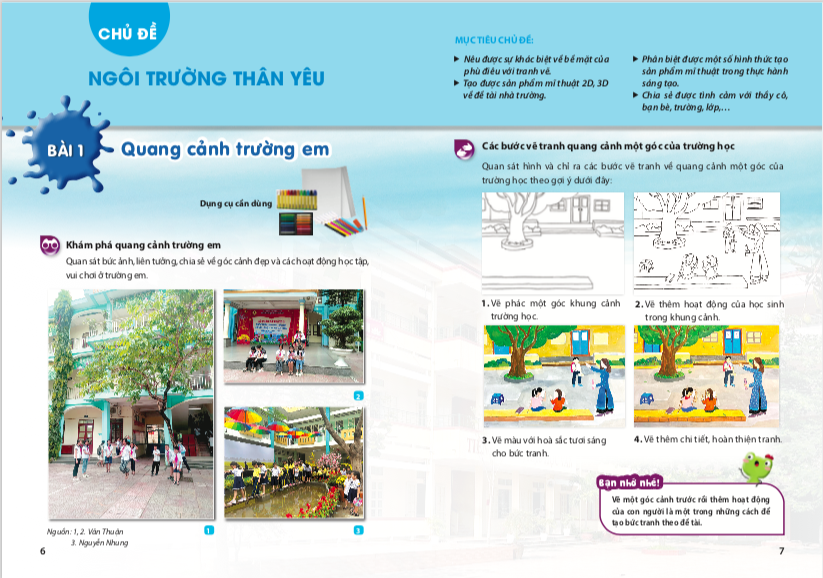 CHỦ ĐỀ
NGÔI TRƯỜNG THÂN YÊU
MỤC TIÊU CHỦ ĐỀ:
Nêu được sự khác biệt về bề mặt của
phù điêu với tranh vẽ.
Tạo được sản phẩm mĩ thuật 2D, 3D
về đề tài nhà trường.
Phân biệt được một số hình thức tạo
sản phẩm mĩ thuật trong thực hành
sáng tạo.
Chia sẻ được tình cảm với thầy cô,
bạn bè, trường, lớp,...
BÀI 1
Quang cảnh trường em
Dụng cụ cần dùng
Khám phá quang cảnh trường em
Quan sát bức ảnh, liên tưởng, chia sẻ về góc cảnh đẹp và các hoạt động học tập,
vui chơi ở trường em.
2
1
3
Nguồn: 1, 2. Văn Thuận
3. Nguyễn Nhung
6
Các bước vẽ tranh quang cảnh một góc của trường học
Quan sát hình và chỉ ra các bước vẽ tranh về quang cảnh một góc của
trường học theo gợi ý dưới đây:
1. Vẽ phác một góc khung cảnh
trường học.
2. Vẽ thêm hoạt động của học sinh
trong khung cảnh.
3. Vẽ màu với hoà sắc tươi sáng
cho bức tranh.
4. Vẽ thêm chi tiết, hoàn thiện tranh.
Bạn nhớ nhé!
Vẽ một góc cảnh trước rồi thêm hoạt động
của con người là một trong những cách để
tạo bức tranh theo đề tài.
7